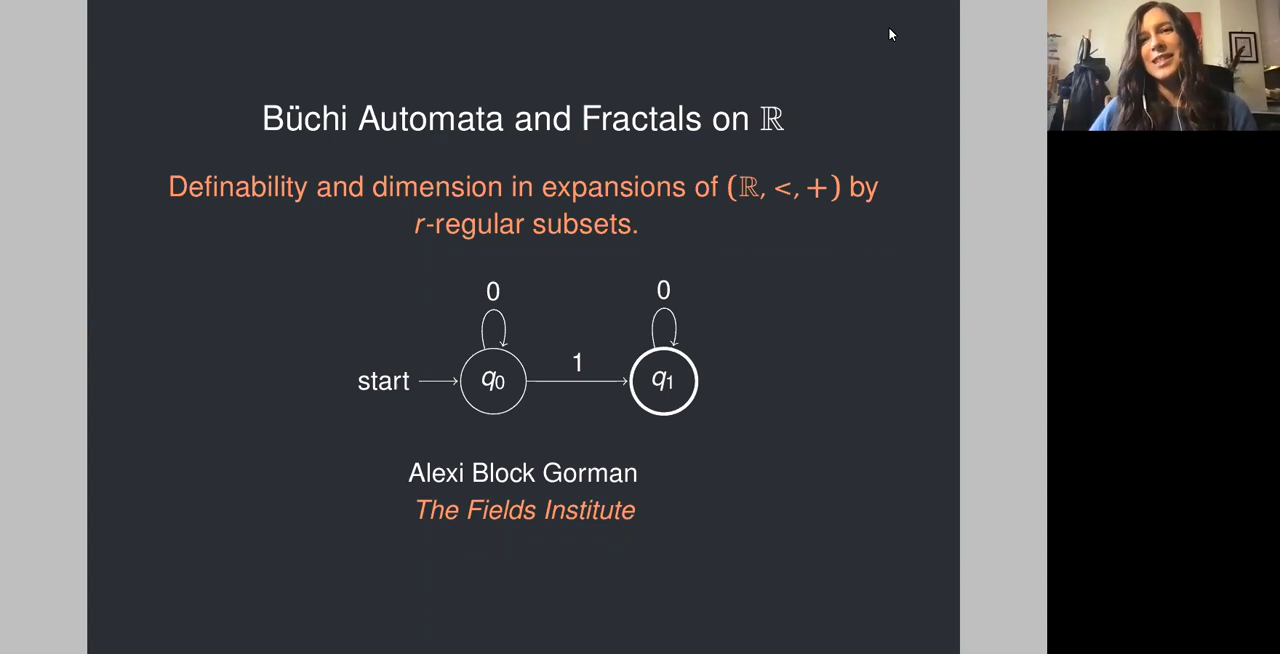 Büchi Automata and Fractals on ℝ
Definability and dimension in expansions of (ℝ, <, +) by
r-regular subsets.
0 0
start q₀ 1 q₁
Alexi Block Gorman
The Fields Institute